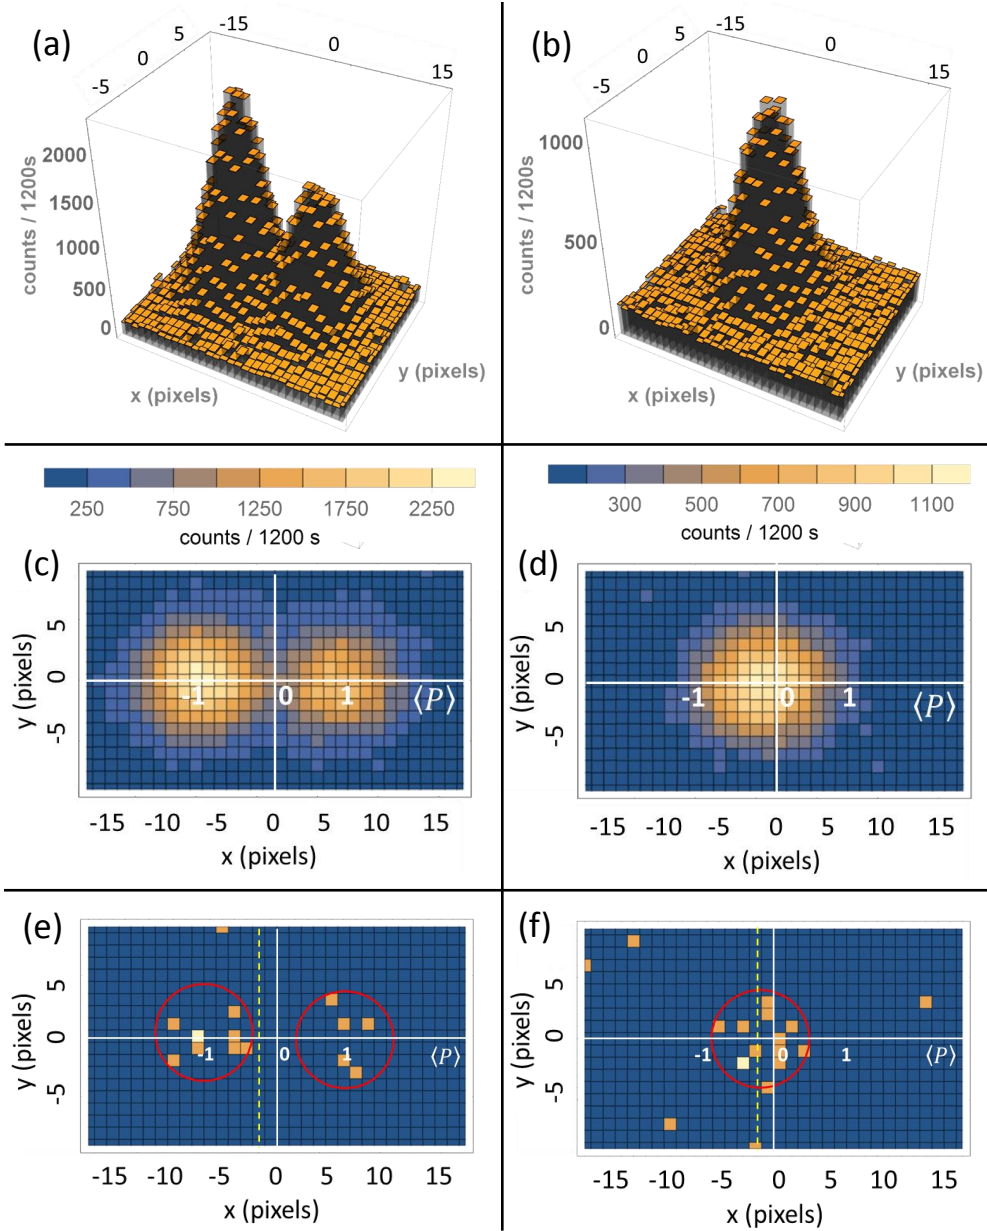 (a)
-15
0
15
5
0
-5
2000
1500
1000
500
0
counts / 1200s
x (pixels)
y (pixels)
(b)
-15
0
15
5
0
-5
1000
500
0
counts / 1200s
x (pixels)
y (pixels)
250 750 1250 1750 2250
counts / 1200 s
(c)
5
0
-5
y (pixels)
-1 0 1 ⟨P⟩
-15 -10 -5 0 5 10 15
x (pixels)
300 500 700 900 1100
counts / 1200 s
(d)
5
0
-5
y (pixels)
-1 0 1 ⟨P⟩
-15 -10 -5 0 5 10 15
x (pixels)
(e)
5
0
-5
y (pixels)
-1 0 1 ⟨P⟩
-15 -10 -5 0 5 10 15
x (pixels)
(f)
5
0
-5
y (pixels)
-1 0 1 ⟨P⟩
-15 -10 -5 0 5 10 15
x (pixels)